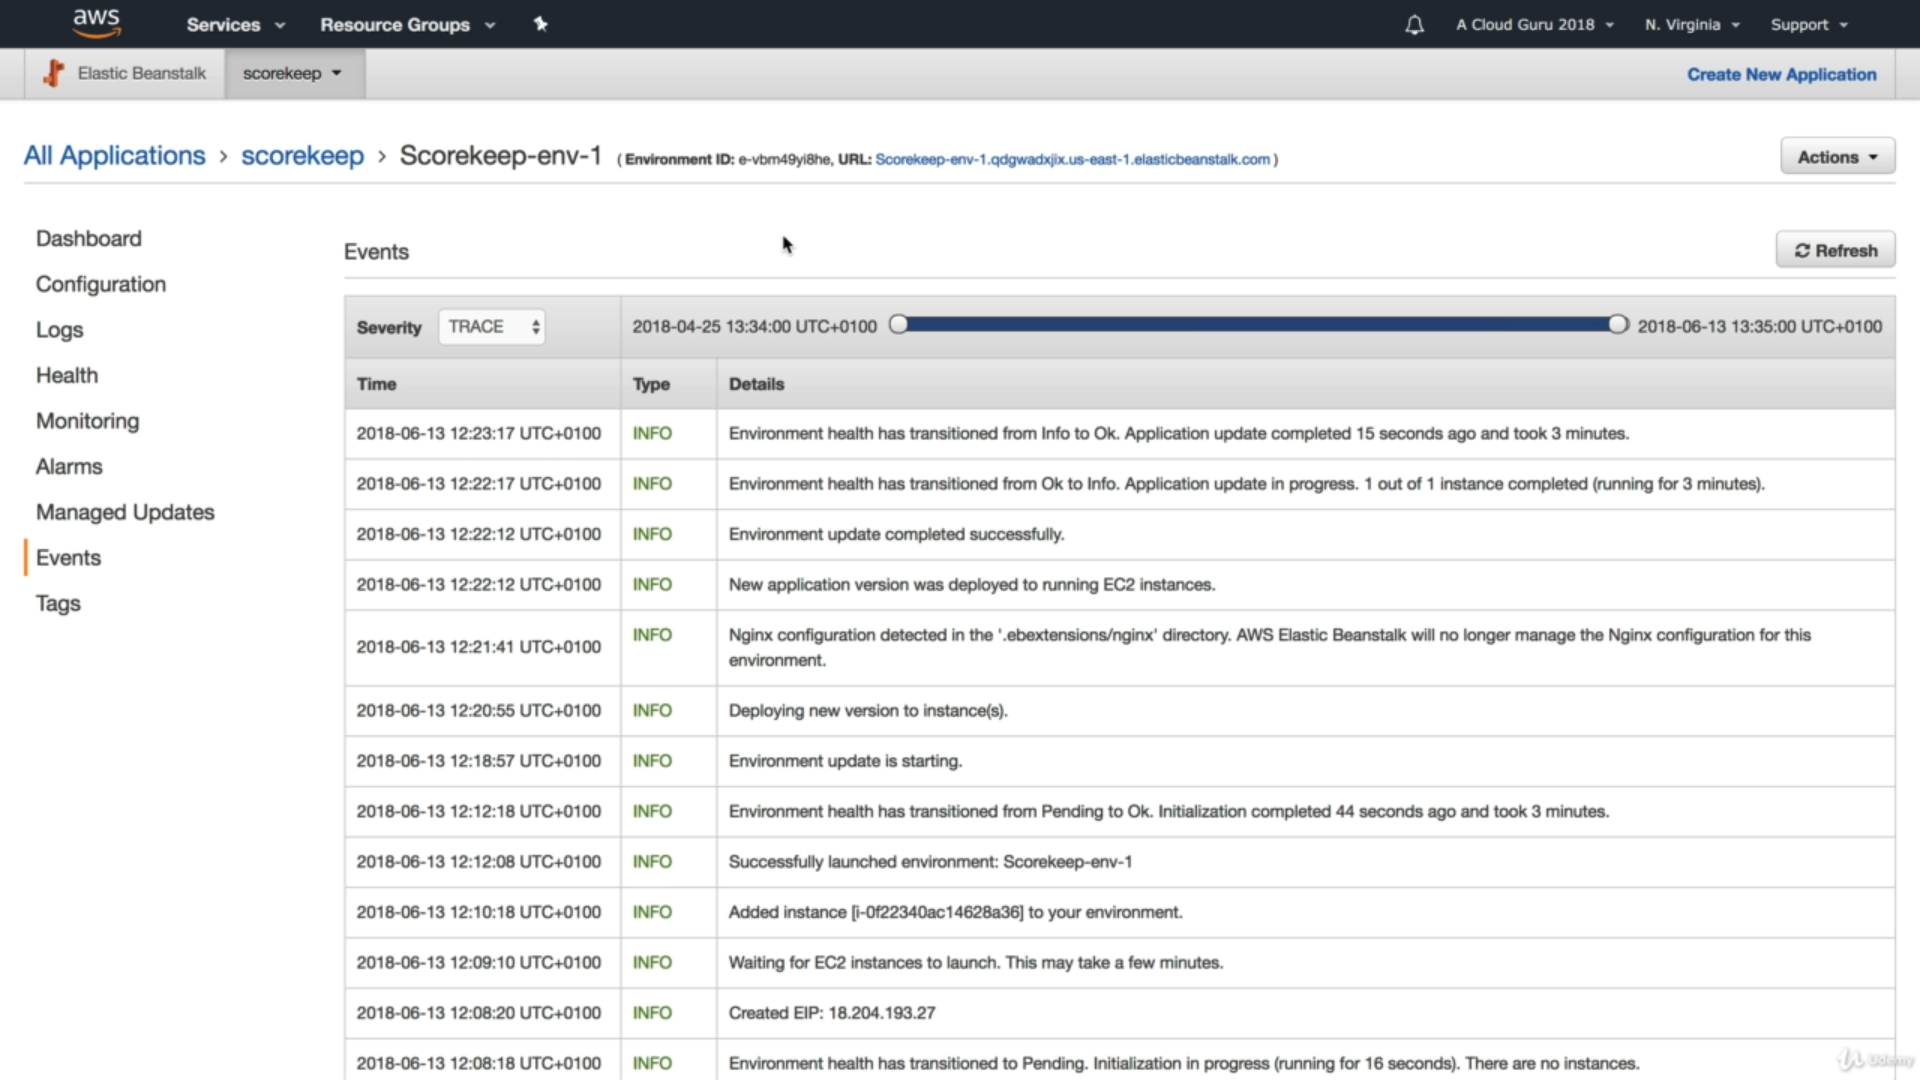 aws Services Resource Groups A Cloud Guru 2018 N. Virginia Support
Elastic Beanstalk scorekeep Create New Application
All Applications › scorekeep › Scorekeep-env-1 ( Environment ID: e-vbm49yi8he, URL: Scorekeep-env-1.qdgwadxjix.us-east-1.elasticbeanstalk.com ) Actions
Dashboard
Configuration
Logs
Health
Monitoring
Alarms
Managed Updates
Events
Tags
Events Refresh
Severity TRACE 2018-04-25 13:34:00 UTC+0100 2018-06-13 13:35:00 UTC+0100
Time Type Details
2018-06-13 12:23:17 UTC+0100 INFO Environment health has transitioned from Info to Ok. Application update completed 15 seconds ago and took 3 minutes.
2018-06-13 12:22:17 UTC+0100 INFO Environment health has transitioned from Ok to Info. Application update in progress. 1 out of 1 instance completed (running for 3 minutes).
2018-06-13 12:22:12 UTC+0100 INFO Environment update completed successfully.
2018-06-13 12:22:12 UTC+0100 INFO New application version was deployed to running EC2 instances.
2018-06-13 12:21:41 UTC+0100 INFO Nginx configuration detected in the '.ebextensions/nginx' directory. AWS Elastic Beanstalk will no longer manage the Nginx configuration for this
environment.
2018-06-13 12:20:55 UTC+0100 INFO Deploying new version to instance(s).
2018-06-13 12:18:57 UTC+0100 INFO Environment update is starting.
2018-06-13 12:12:18 UTC+0100 INFO Environment health has transitioned from Pending to Ok. Initialization completed 44 seconds ago and took 3 minutes.
2018-06-13 12:12:08 UTC+0100 INFO Successfully launched environment: Scorekeep-env-1
2018-06-13 12:10:18 UTC+0100 INFO Added instance [i-0f22340ac14628a36] to your environment.
2018-06-13 12:09:10 UTC+0100 INFO Waiting for EC2 instances to launch. This may take a few minutes.
2018-06-13 12:08:20 UTC+0100 INFO Created EIP: 18.204.193.27
2018-06-13 12:08:18 UTC+0100 INFO Environment health has transitioned to Pending. Initialization in progress (running for 16 seconds). There are no instances.
Udemy